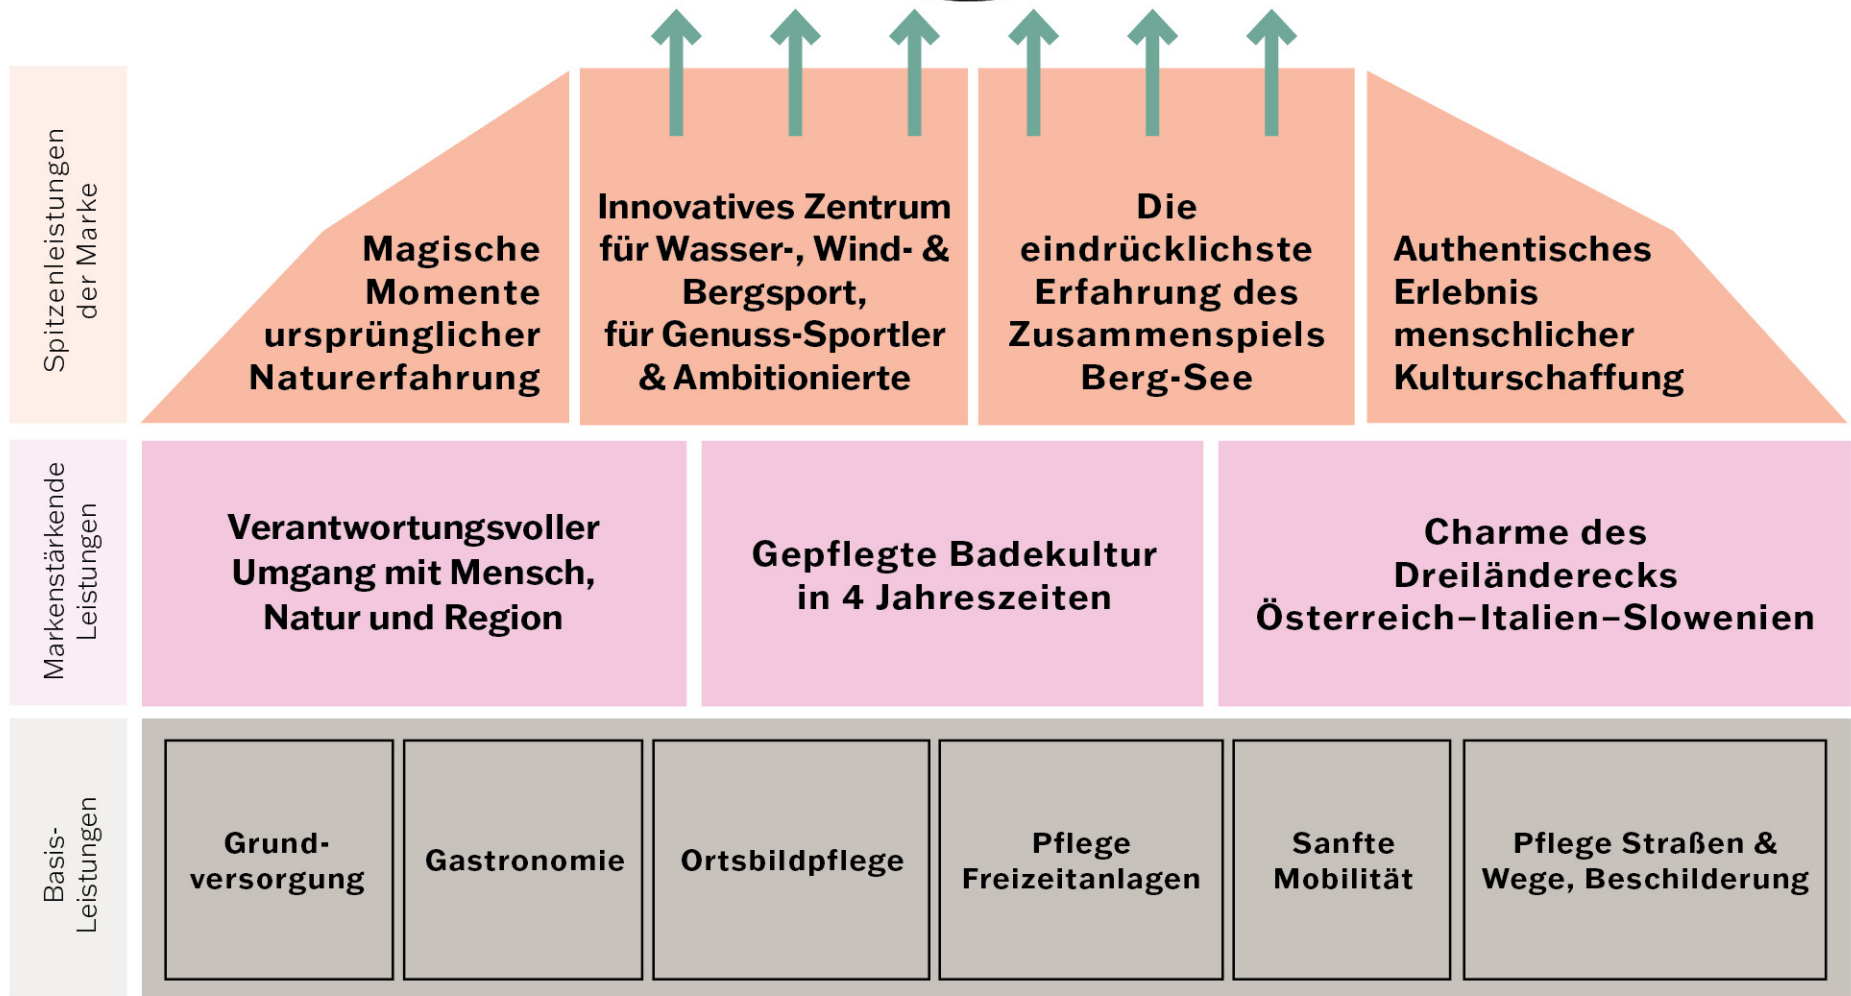 Spitzenleistungen
der Marke
Magische
Momente
ursprünglicher
Naturerfahrung
Innovatives Zentrum
für Wasser-, Wind- &
Bergsport,
für Genuss-Sportler
& Ambitionierte
Die
eindrücklichste
Erfahrung des
Zusammenspiels
Berg-See
Authentisches
Erlebnis
menschlicher
Kulturschaffung
Markenstärkende
Leistungen
Verantwortungsvoller
Umgang mit Mensch,
Natur und Region
Gepflegte Badekultur
in 4 Jahreszeiten
Charme des
Dreiländerecks
Österreich–Italien–Slowenien
Basis-
Leistungen
Grund-
versorgung
Gastronomie
Ortsbildpflege
Pflege
Freizeitanlagen
Sanfte
Mobilität
Pflege Straßen &
Wege, Beschilderung